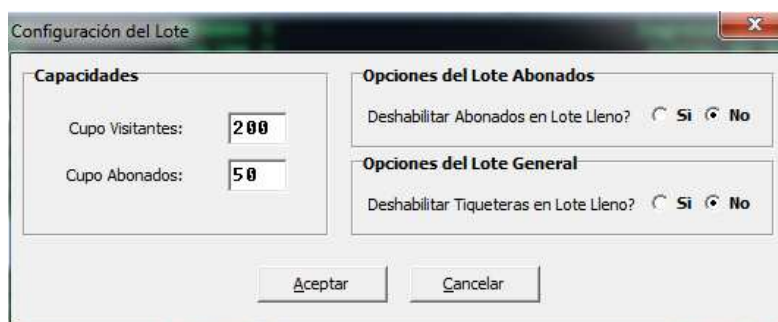 Configuración del Lote
Capacidades
Cupo Visitantes: 200
Cupo Abonados: 50
Opciones del Lote Abonados
Deshabilitar Abonados en Lote Lleno? Si No
Opciones del Lote General
Deshabilitar Tiqueteras en Lote Lleno? Si No
Aceptar Cancelar